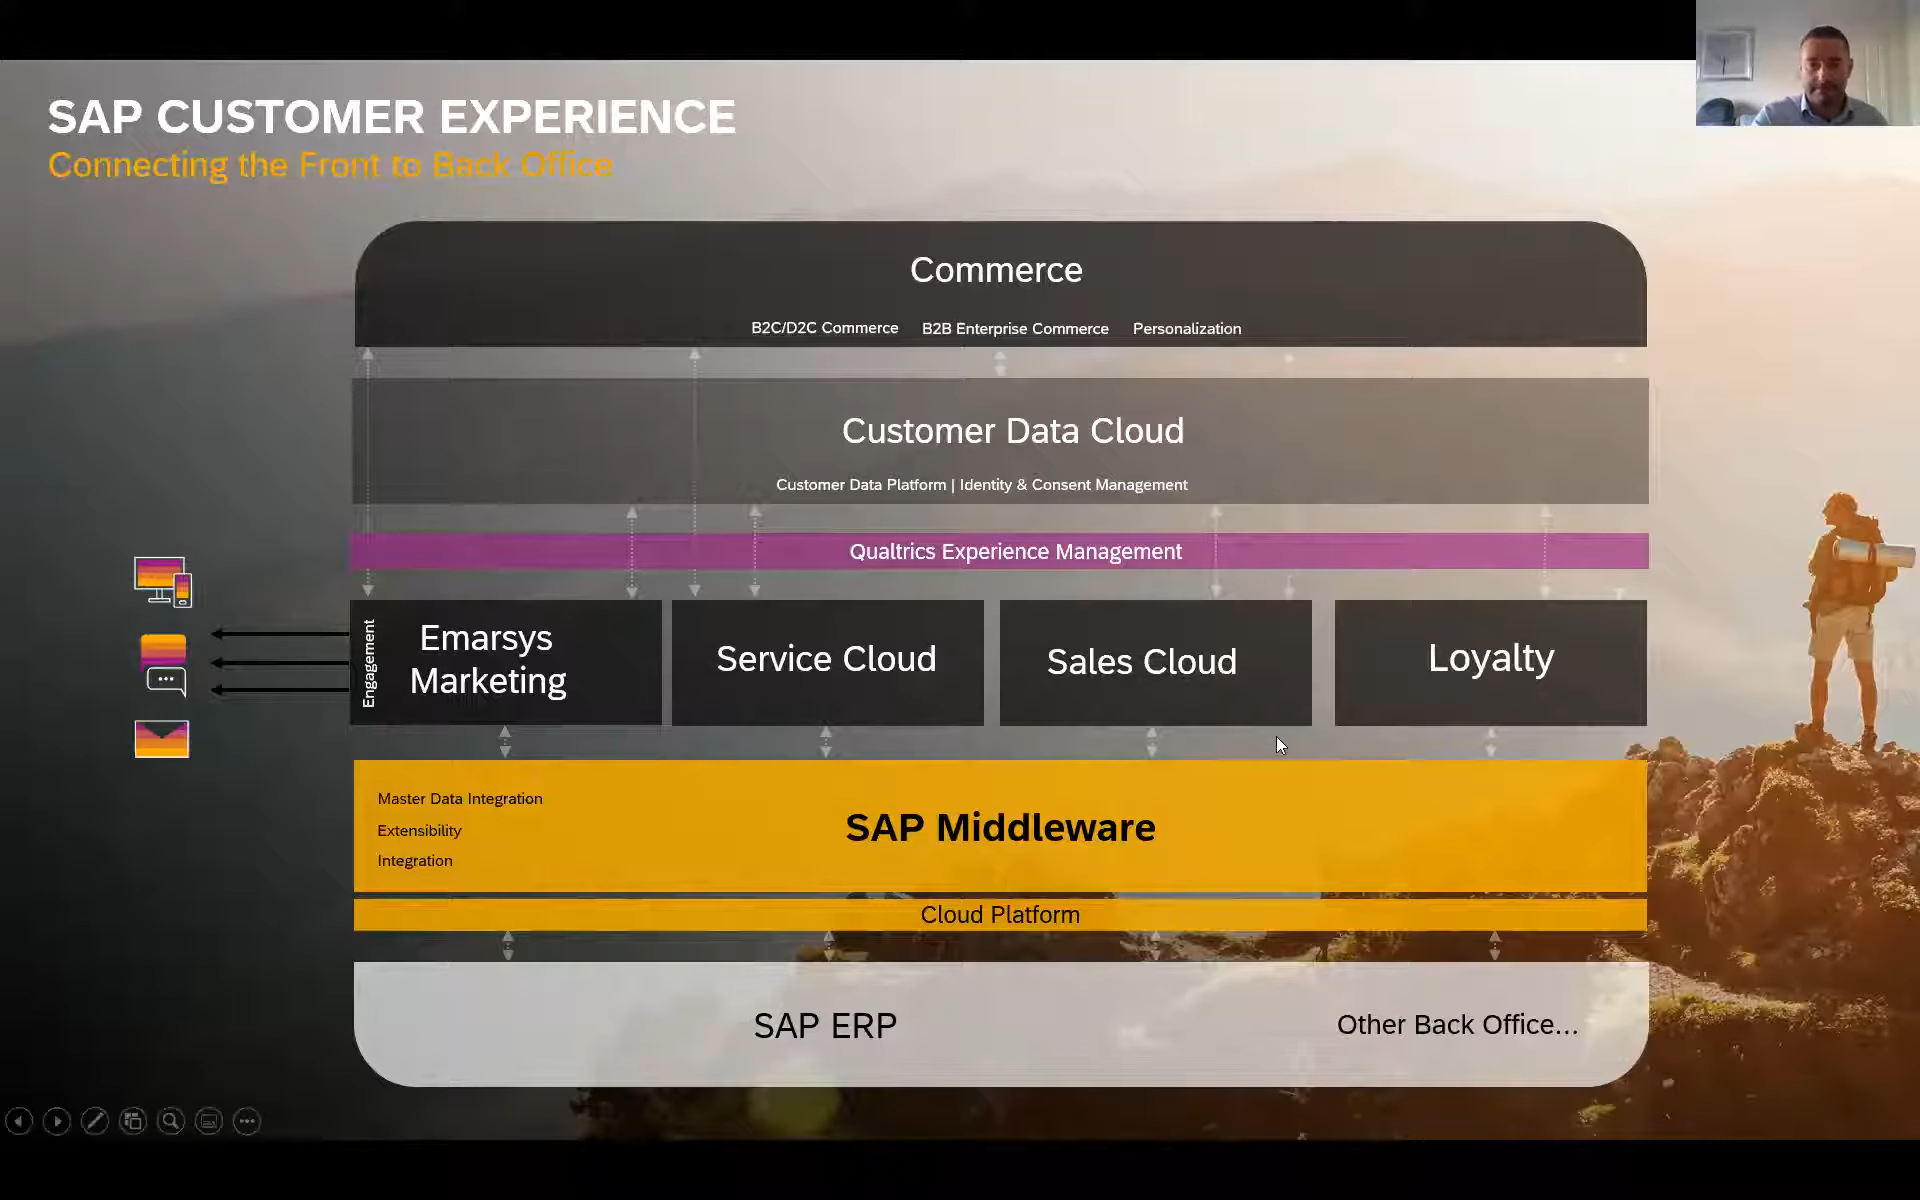 SAP CUSTOMER EXPERIENCE
Connecting the Front to Back Office
Commerce
B2C/D2C Commerce B2B Enterprise Commerce Personalization
Customer Data Cloud
Customer Data Platform | Identity & Consent Management
Qualtrics Experience Management
Engagement
Emarsys
Marketing
Service Cloud
Sales Cloud
Loyalty
Master Data Integration
Extensibility
Integration
SAP Middleware
Cloud Platform
SAP ERP
Other Back Office...